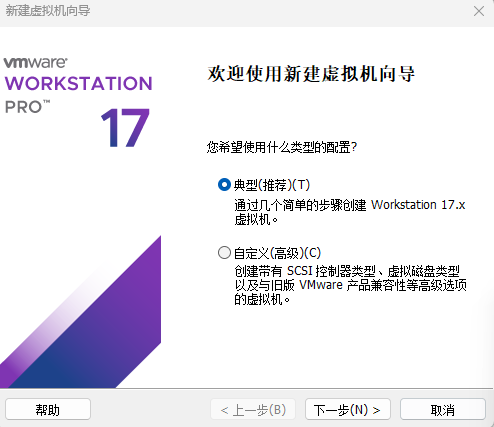 新建虚拟机向导
vmware
WORKSTATION
PRO™
17
欢迎使用新建虚拟机向导
您希望使用什么类型的配置?
典型(推荐)(T)
通过几个简单的步骤创建 Workstation 17.x
虚拟机。
自定义(高级)(C)
创建带有 SCSI 控制器类型、虚拟磁盘类型
以及与旧版 VMware 产品兼容性等高级选项
的虚拟机。
帮助
< 上一步(B)
下一步(N) >
取消